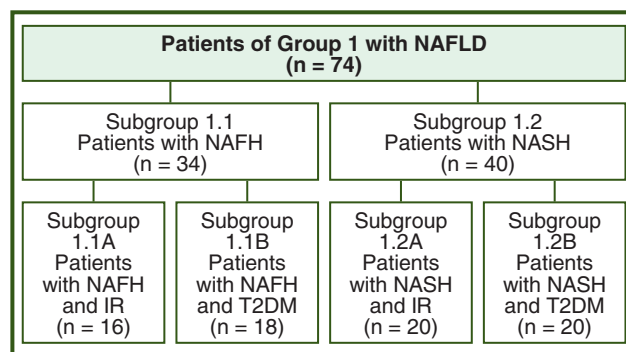 Patients of Group 1 with NAFLD
(n = 74)
Subgroup 1.1
Patients with NAFH
(n = 34)
Subgroup 1.2
Patients with NASH
(n = 40)
Subgroup
1.1A
Patients
with NAFH
and IR
(n = 16)
Subgroup
1.1B
Patients
with NAFH
and T2DM
(n = 18)
Subgroup
1.2A
Patients
with NASH
and IR
(n = 20)
Subgroup
1.2B
Patients
with NASH
and T2DM
(n = 20)